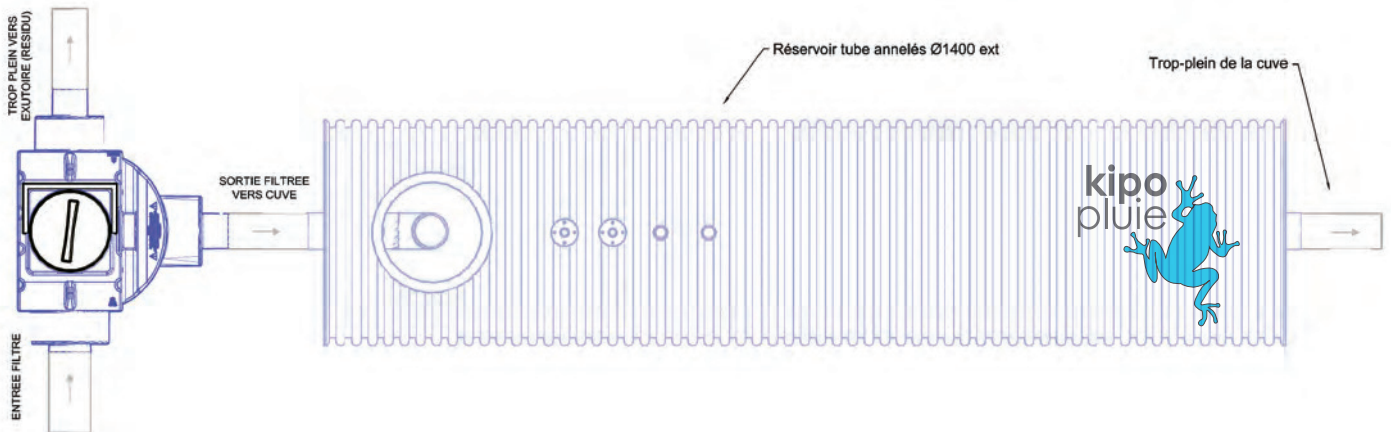 TROP PLEIN VERS
EXUTOIRE (RESIDU)
Réservoir tube annelés Ø1400 ext
Trop-plein de la cuve
SORTIE FILTREE
VERS CUVE
kipo
pluie
ENTREE FILTRE